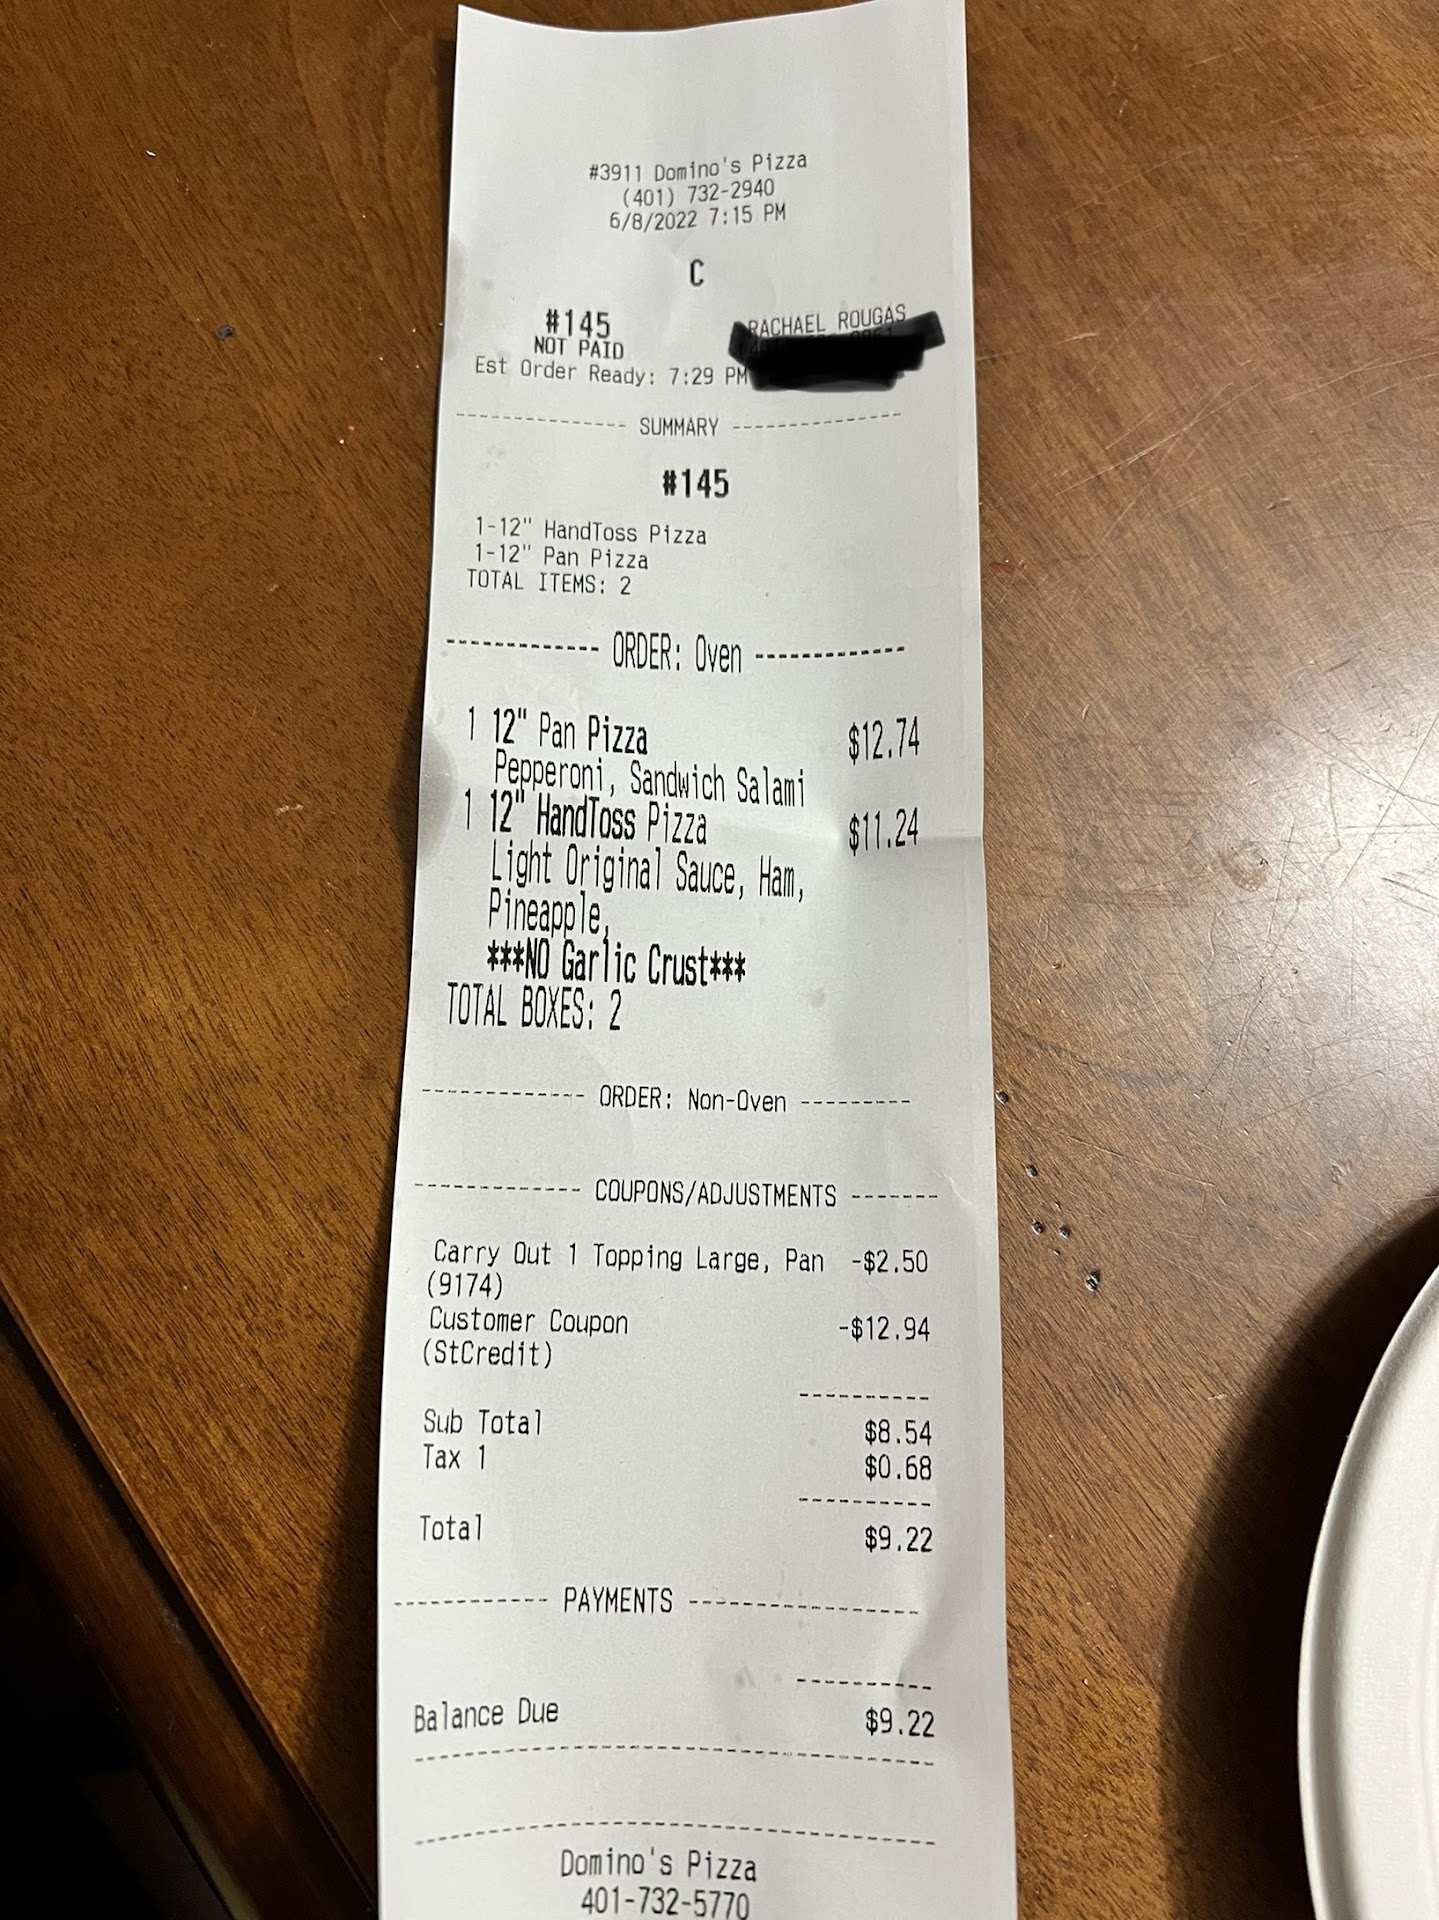 #3911 Domino's Pizza
(401) 732-2940
6/8/2022 7:15 PM
C
#145
RACHAEL ROUGAS
NOT PAID
Est Order Ready: 7:29 PM
------------ SUMMARY ------------
#145
1-12" HandToss Pizza
1-12" Pan Pizza
TOTAL ITEMS: 2
------------- ORDER: Oven -------------
1 12" Pan Pizza $12.74
Pepperoni, Sandwich Salami
1 12" HandToss Pizza $11.24
Light Original Sauce, Ham,
Pineapple,
***NO Garlic Crust***
TOTAL BOXES: 2
------------- ORDER: Non-Oven ---------
------------- COUPONS/ADJUSTMENTS -------
Carry Out 1 Topping Large, Pan -$2.50
(9174)
Customer Coupon -$12.94
(StCredit)
----------
Sub Total $8.54
Tax 1 $0.68
----------
Total $9.22
------------ PAYMENTS ------------------
----------
Balance Due $9.22
Domino's Pizza
401-732-5770